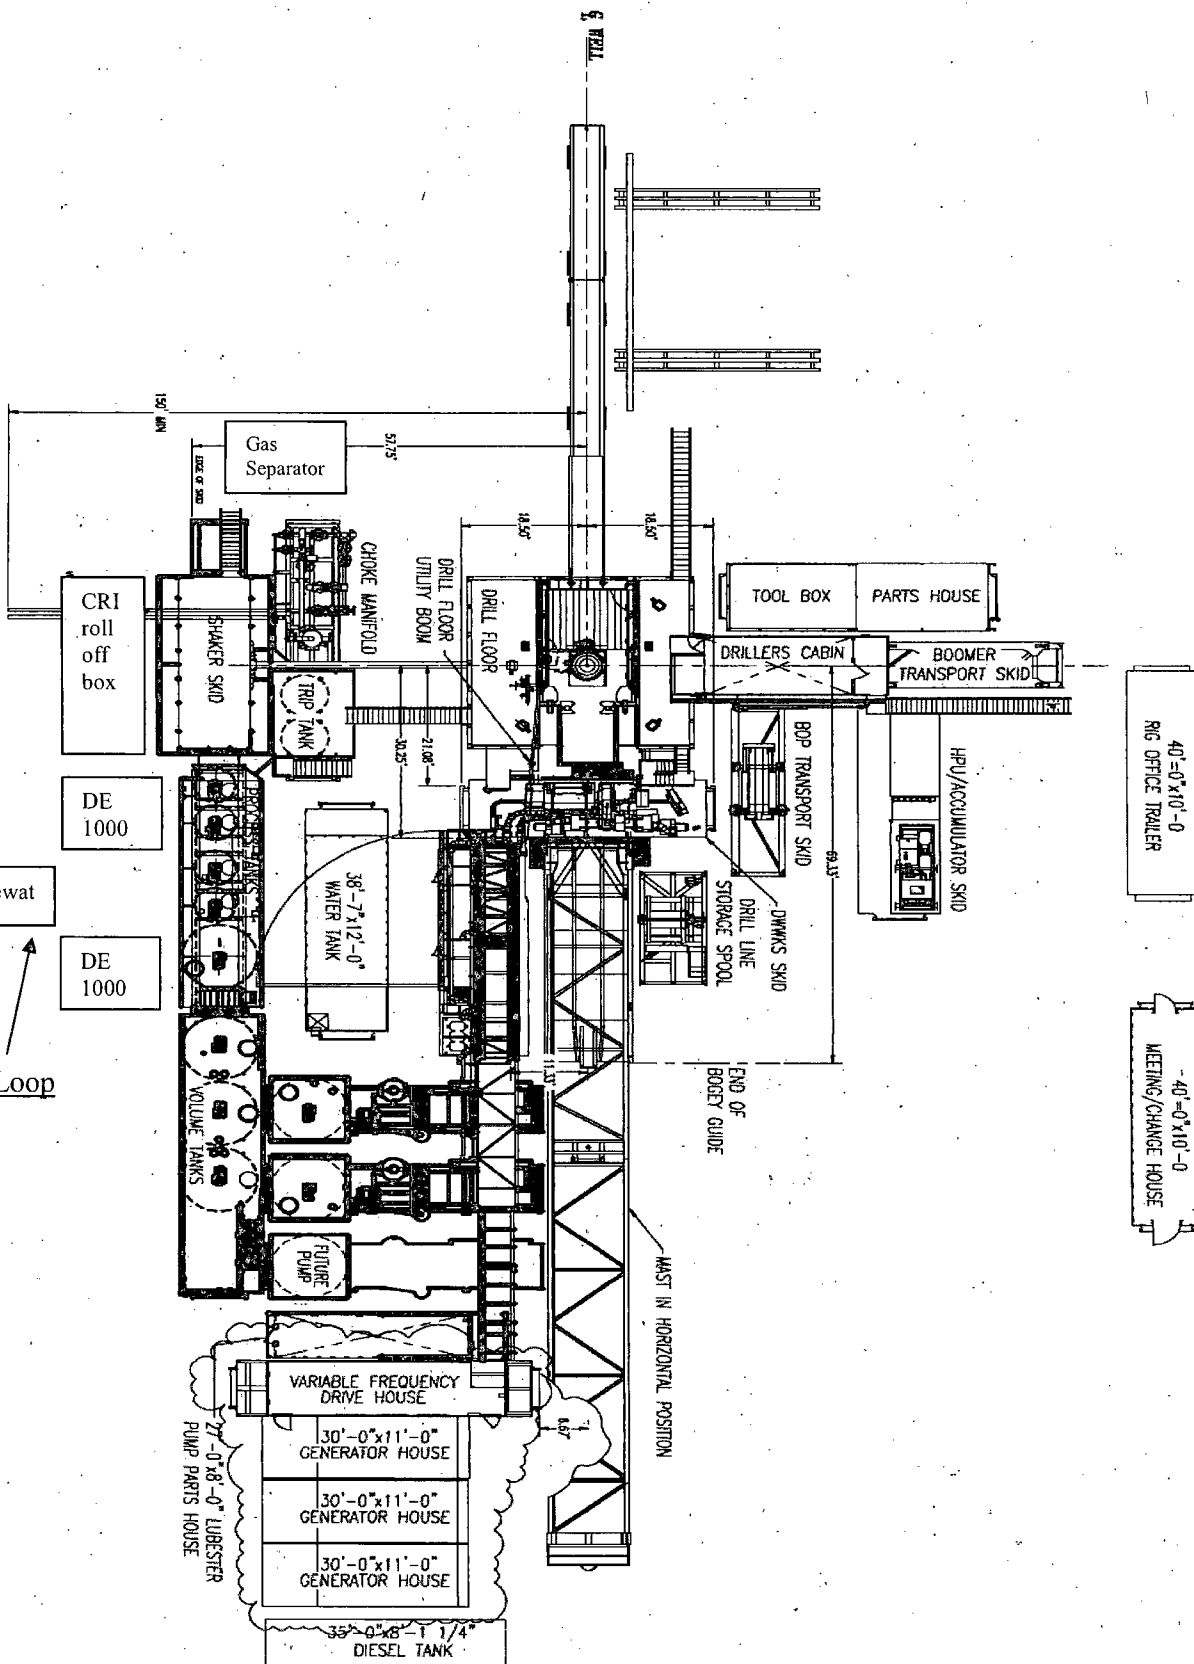 ℄ WELL
150' MIN
57.75'
EDGE OF SKID
Gas
Separator
18.50'
18.50'
CHOKE MANIFOLD
DRILL FLOOR
UTILITY BOOM
DRILL FLOOR
TOOL BOX
PARTS HOUSE
CRI
roll
off
box
SHAKER SKID
TRIP TANK
DRILLERS CABIN
BOOMER
TRANSPORT SKID
40'=0"x10'-0
RIG OFFICE TRAILER
21.08'
30.25'
BOP TRANSPORT SKID
HPU/ACCUMULATOR SKID
69.33'
DE
1000
PROCESS TANKS
38'-7"x12'-0"
WATER TANK
DWWKS SKID
DRILL LINE
STORAGE SPOOL
ewat
DE
1000
Loop
40'=0"x10'-0
MEETING/CHANGE HOUSE
11.33'
END OF
BOGEY GUIDE
VOLUME TANKS
FUTURE
PUMP
MAST IN HORIZONTAL POSITION
VARIABLE FREQUENCY
DRIVE HOUSE
8.67'
27'-0"x8'-0" LUBESTER
PUMP PARTS HOUSE
30'-0"x11'-0"
GENERATOR HOUSE
30'-0"x11'-0"
GENERATOR HOUSE
30'-0"x11'-0"
GENERATOR HOUSE
35'-0"x8'-1 1/4"
DIESEL TANK